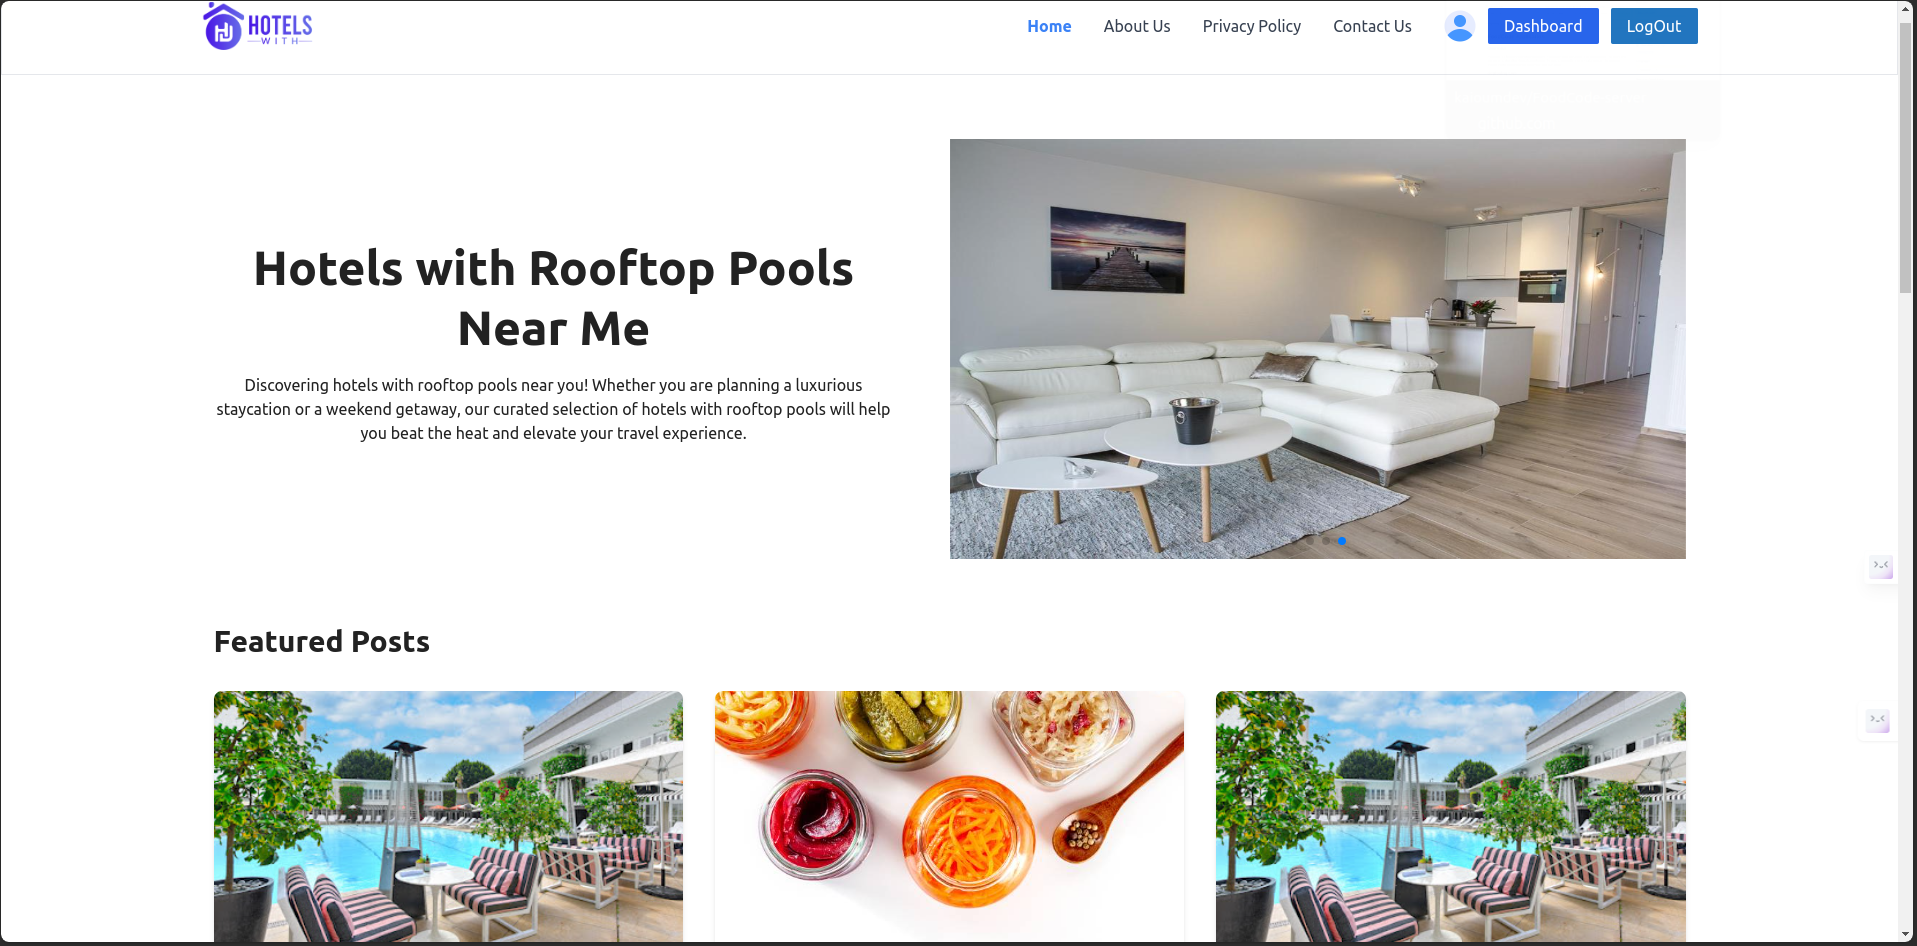 HOTELS
WITH
Home
About Us
Privacy Policy
Contact Us
Dashboard
LogOut
Hotels with Rooftop Pools
Near Me
Discovering hotels with rooftop pools near you! Whether you are planning a luxurious
staycation or a weekend getaway, our curated selection of hotels with rooftop pools will help
you beat the heat and elevate your travel experience.
Featured Posts